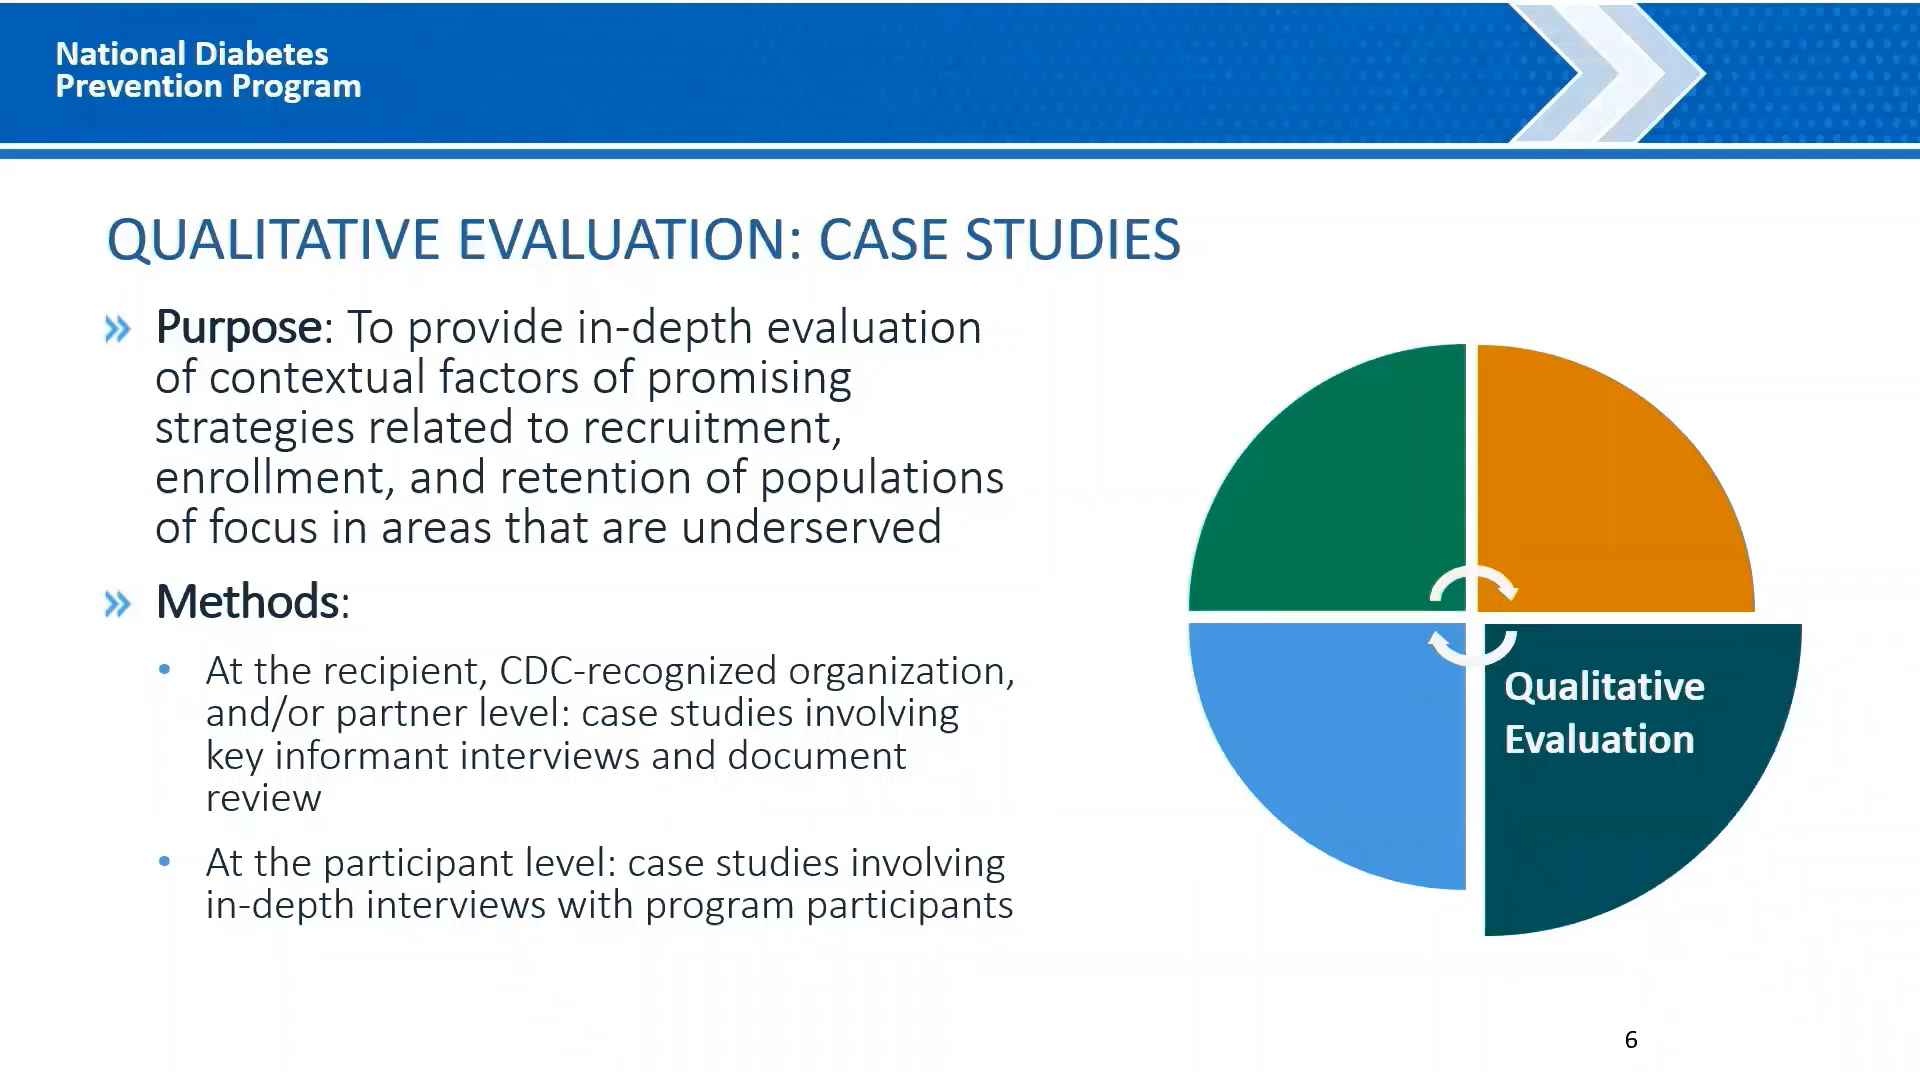 National Diabetes
Prevention Program
QUALITATIVE EVALUATION: CASE STUDIES
» Purpose: To provide in-depth evaluation
of contextual factors of promising
strategies related to recruitment,
enrollment, and retention of populations
of focus in areas that are underserved
» Methods:
• At the recipient, CDC-recognized organization,
and/or partner level: case studies involving
key informant interviews and document
review
• At the participant level: case studies involving
in-depth interviews with program participants
Qualitative
Evaluation
6